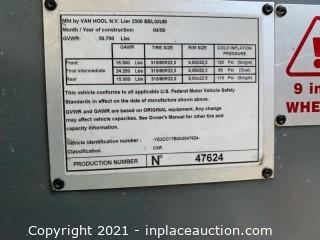 Mfd by VAN HOOL N.V. Lier 2500 BELGIUM
Month / Year of construction: 04/00
GVWR: 50.700 Lbs
GAWR TIRE SIZE RIM SIZE COLD INFLATION PRESSURE
Front 16.500 Lbs 315/80R22,5 9,00x22,5 120 PSI (Single)
First intermediate 24.250 Lbs 315/80R22,5 9,00x22,5 95 PSI (Dual)
Rear 15.000 Lbs 315/80R22,5 9,00x22,5 PSI (Single)
This vehicle conforms to all applicable U.S. Federal Motor Vehicle Safety
Standards in effect on the date of manufacture shown above.
GVWR and GAWR are based on ORIGINAL equipment. Any change
may affect vehicle capacities. See Owner's Manual for other tire and
capacity information.
-Vehicle identification number :
Classification : CAR
PRODUCTION NUMBER N° 47624
9 in
WHE
Copyright 2021 - inplace.com